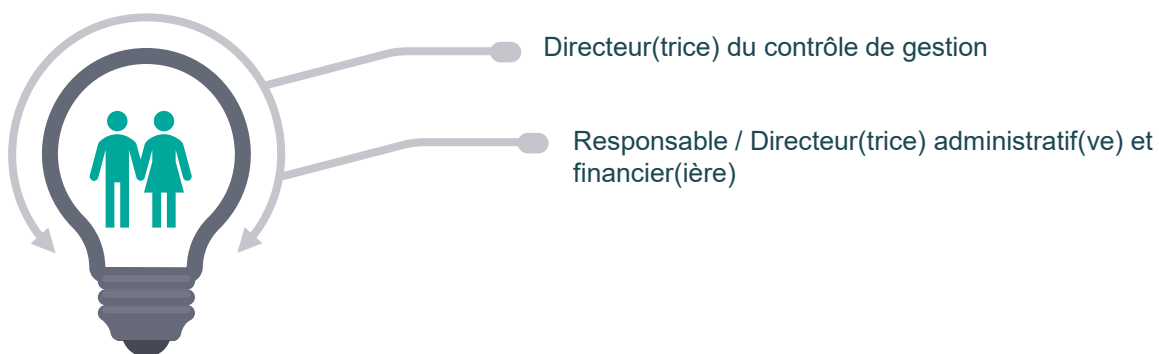 Directeur(trice) du contrôle de gestion
Responsable / Directeur(trice) administratif(ve) et
financier(ière)